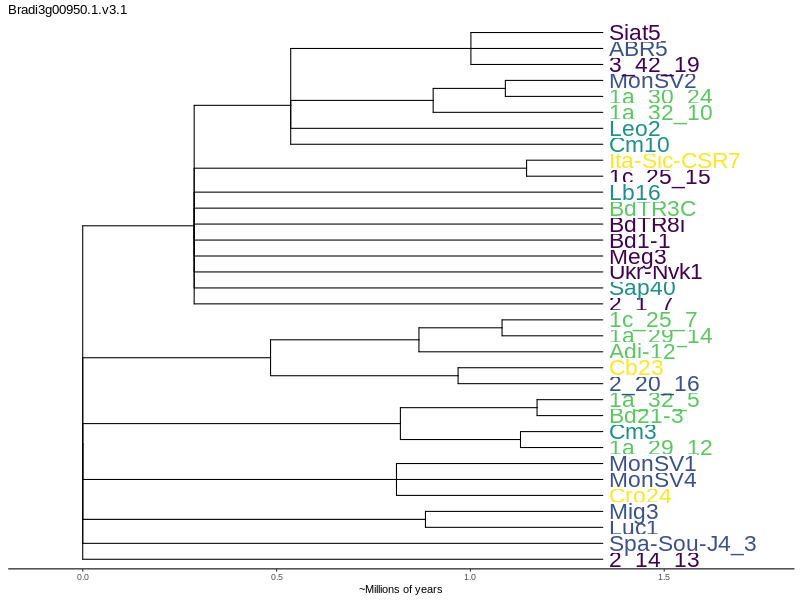 Bradi3g00950.1.v3.1
Siat5
ABR5
3_42_19
MonSV2
1a_30_24
1a_32_10
Leo2
Cm10
Ita-Sic-CSR7
1c_25_15
Lb16
BdTR3C
BdTR8i
Bd1-1
Meg3
Ukr-Nvk1
Sap40
2_1_7
1c_25_7
1a_29_14
Adi-12
Cb23
2_20_16
1a_32_5
Bd21-3
Cm3
1a_29_12
MonSV1
MonSV4
Cro24
Mig3
Luc1
Spa-Sou-J4_3
2_14_13
0.0 0.5 1.0 1.5
~Millions of years